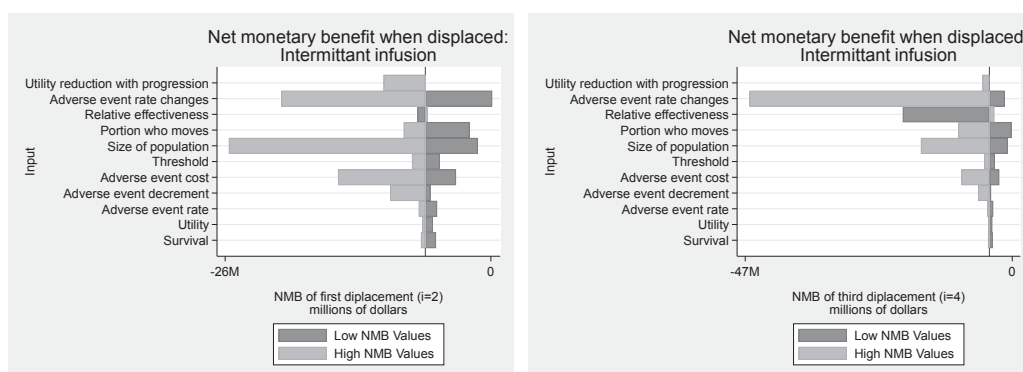 Net monetary benefit when displaced:
Intermittant infusion
Utility reduction with progression
Adverse event rate changes
Relative effectiveness
Portion who moves
Size of population
Threshold
Adverse event cost
Adverse event decrement
Adverse event rate
Utility
Survival
Input
-26M
0
NMB of first diplacement (i=2)
millions of dollars
Low NMB Values
High NMB Values
Net monetary benefit when displaced
Intermittant infusion
Utility reduction with progression
Adverse event rate changes
Relative effectiveness
Portion who moves
Size of population
Threshold
Adverse event cost
Adverse event decrement
Adverse event rate
Utility
Survival
Input
-47M
0
NMB of third diplacement (i=4)
millions of dollars
Low NMB Values
High NMB Values